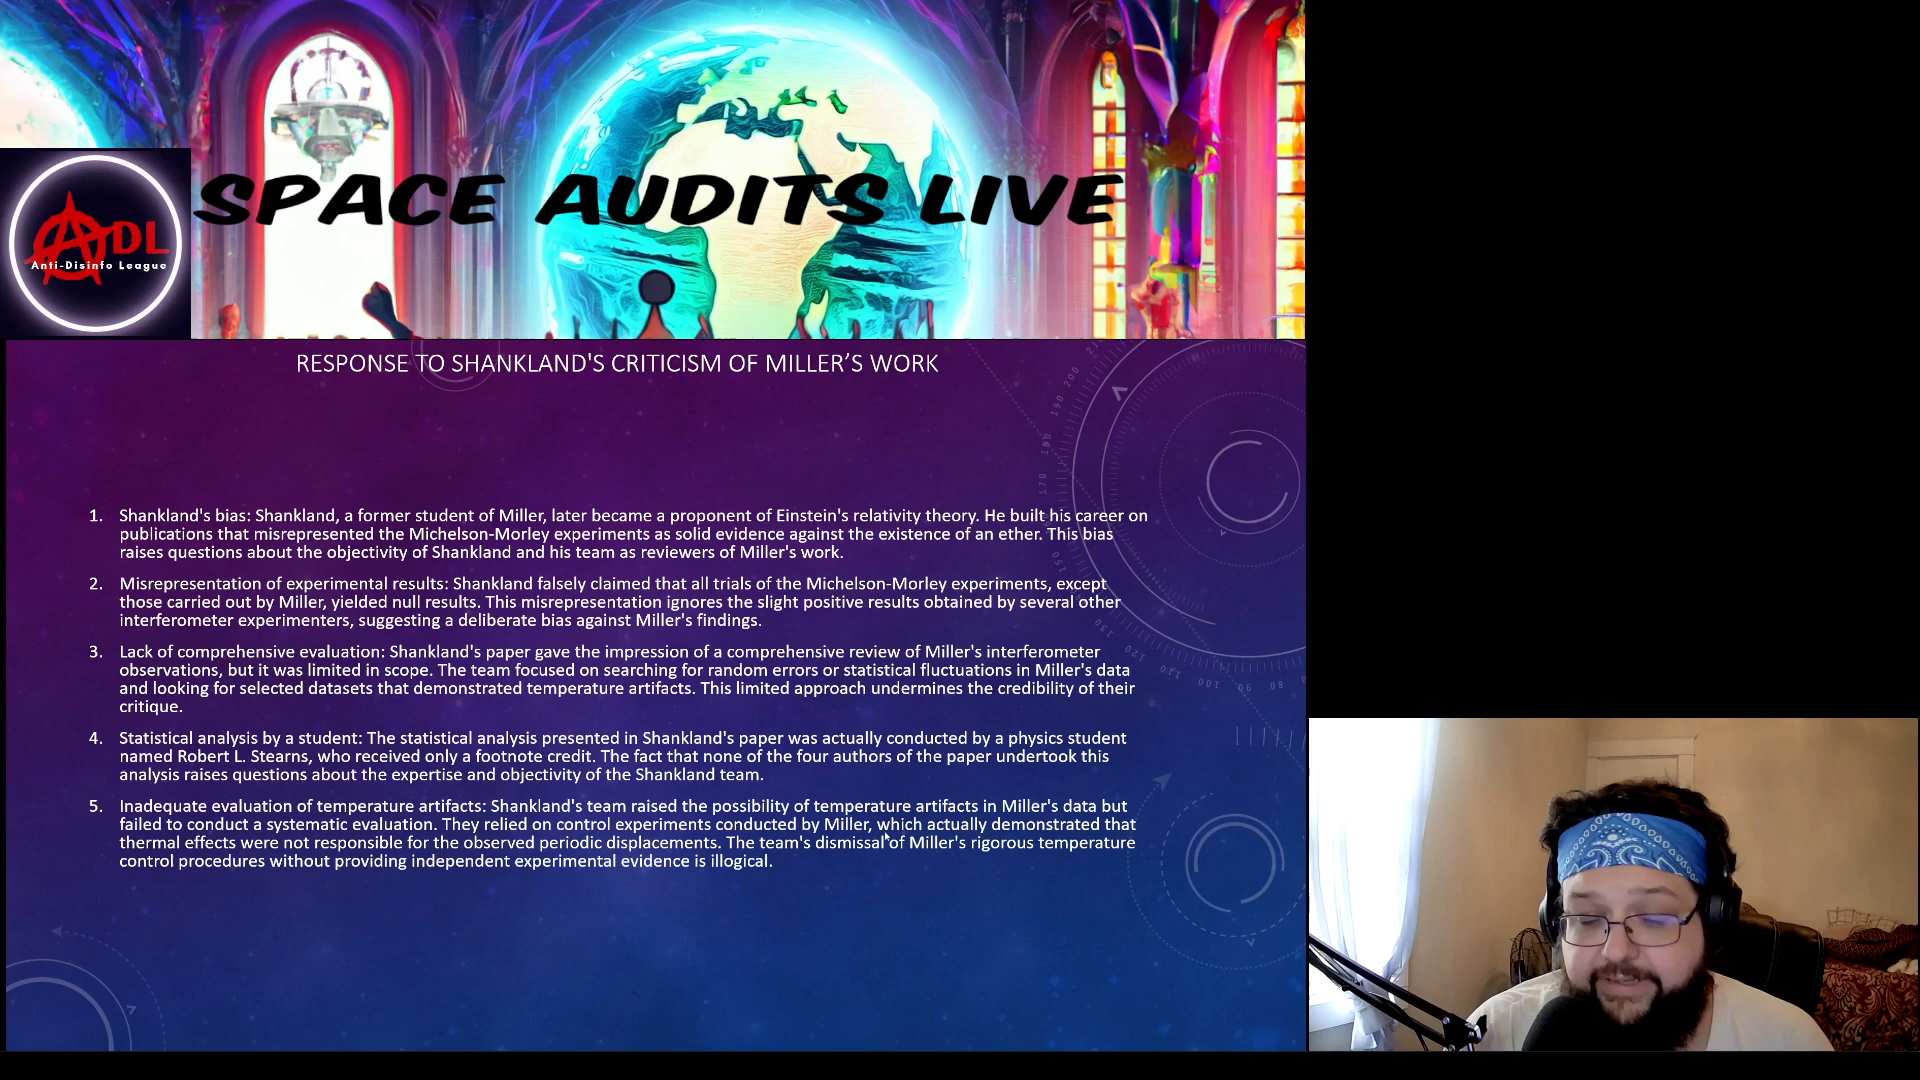 SPACE AUDITS LIVE
ADL
Anti-Disinfo League
RESPONSE TO SHANKLAND'S CRITICISM OF MILLER’S WORK
1. Shankland's bias: Shankland, a former student of Miller, later became a proponent of Einstein's relativity theory. He built his career on
publications that misrepresented the Michelson-Morley experiments as solid evidence against the existence of an ether. This bias
raises questions about the objectivity of Shankland and his team as reviewers of Miller's work.
2. Misrepresentation of experimental results: Shankland falsely claimed that all trials of the Michelson-Morley experiments, except
those carried out by Miller, yielded null results. This misrepresentation ignores the slight positive results obtained by several other
interferometer experimenters, suggesting a deliberate bias against Miller's findings.
3. Lack of comprehensive evaluation: Shankland's paper gave the impression of a comprehensive review of Miller's interferometer
observations, but it was limited in scope. The team focused on searching for random errors or statistical fluctuations in Miller's data
and looking for selected datasets that demonstrated temperature artifacts. This limited approach undermines the credibility of their
critique.
4. Statistical analysis by a student: The statistical analysis presented in Shankland's paper was actually conducted by a physics student
named Robert L. Stearns, who received only a footnote credit. The fact that none of the four authors of the paper undertook this
analysis raises questions about the expertise and objectivity of the Shankland team.
5. Inadequate evaluation of temperature artifacts: Shankland's team raised the possibility of temperature artifacts in Miller's data but
failed to conduct a systematic evaluation. They relied on control experiments conducted by Miller, which actually demonstrated that
thermal effects were not responsible for the observed periodic displacements. The team's dismissal of Miller's rigorous temperature
control procedures without providing independent experimental evidence is illogical.
200
190
180
170
150
130
120
110
100
90
80